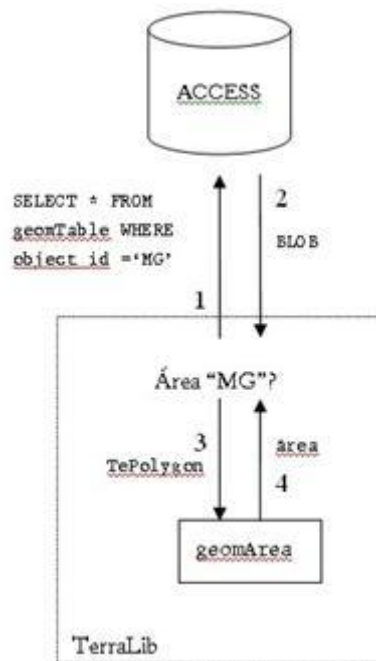 ACCESS
SELECT * FROM
geomTable WHERE
object_id ='MG'
1
2
BLOB
Área "MG"?
3
TePolygon
área
4
geomArea
TerraLib